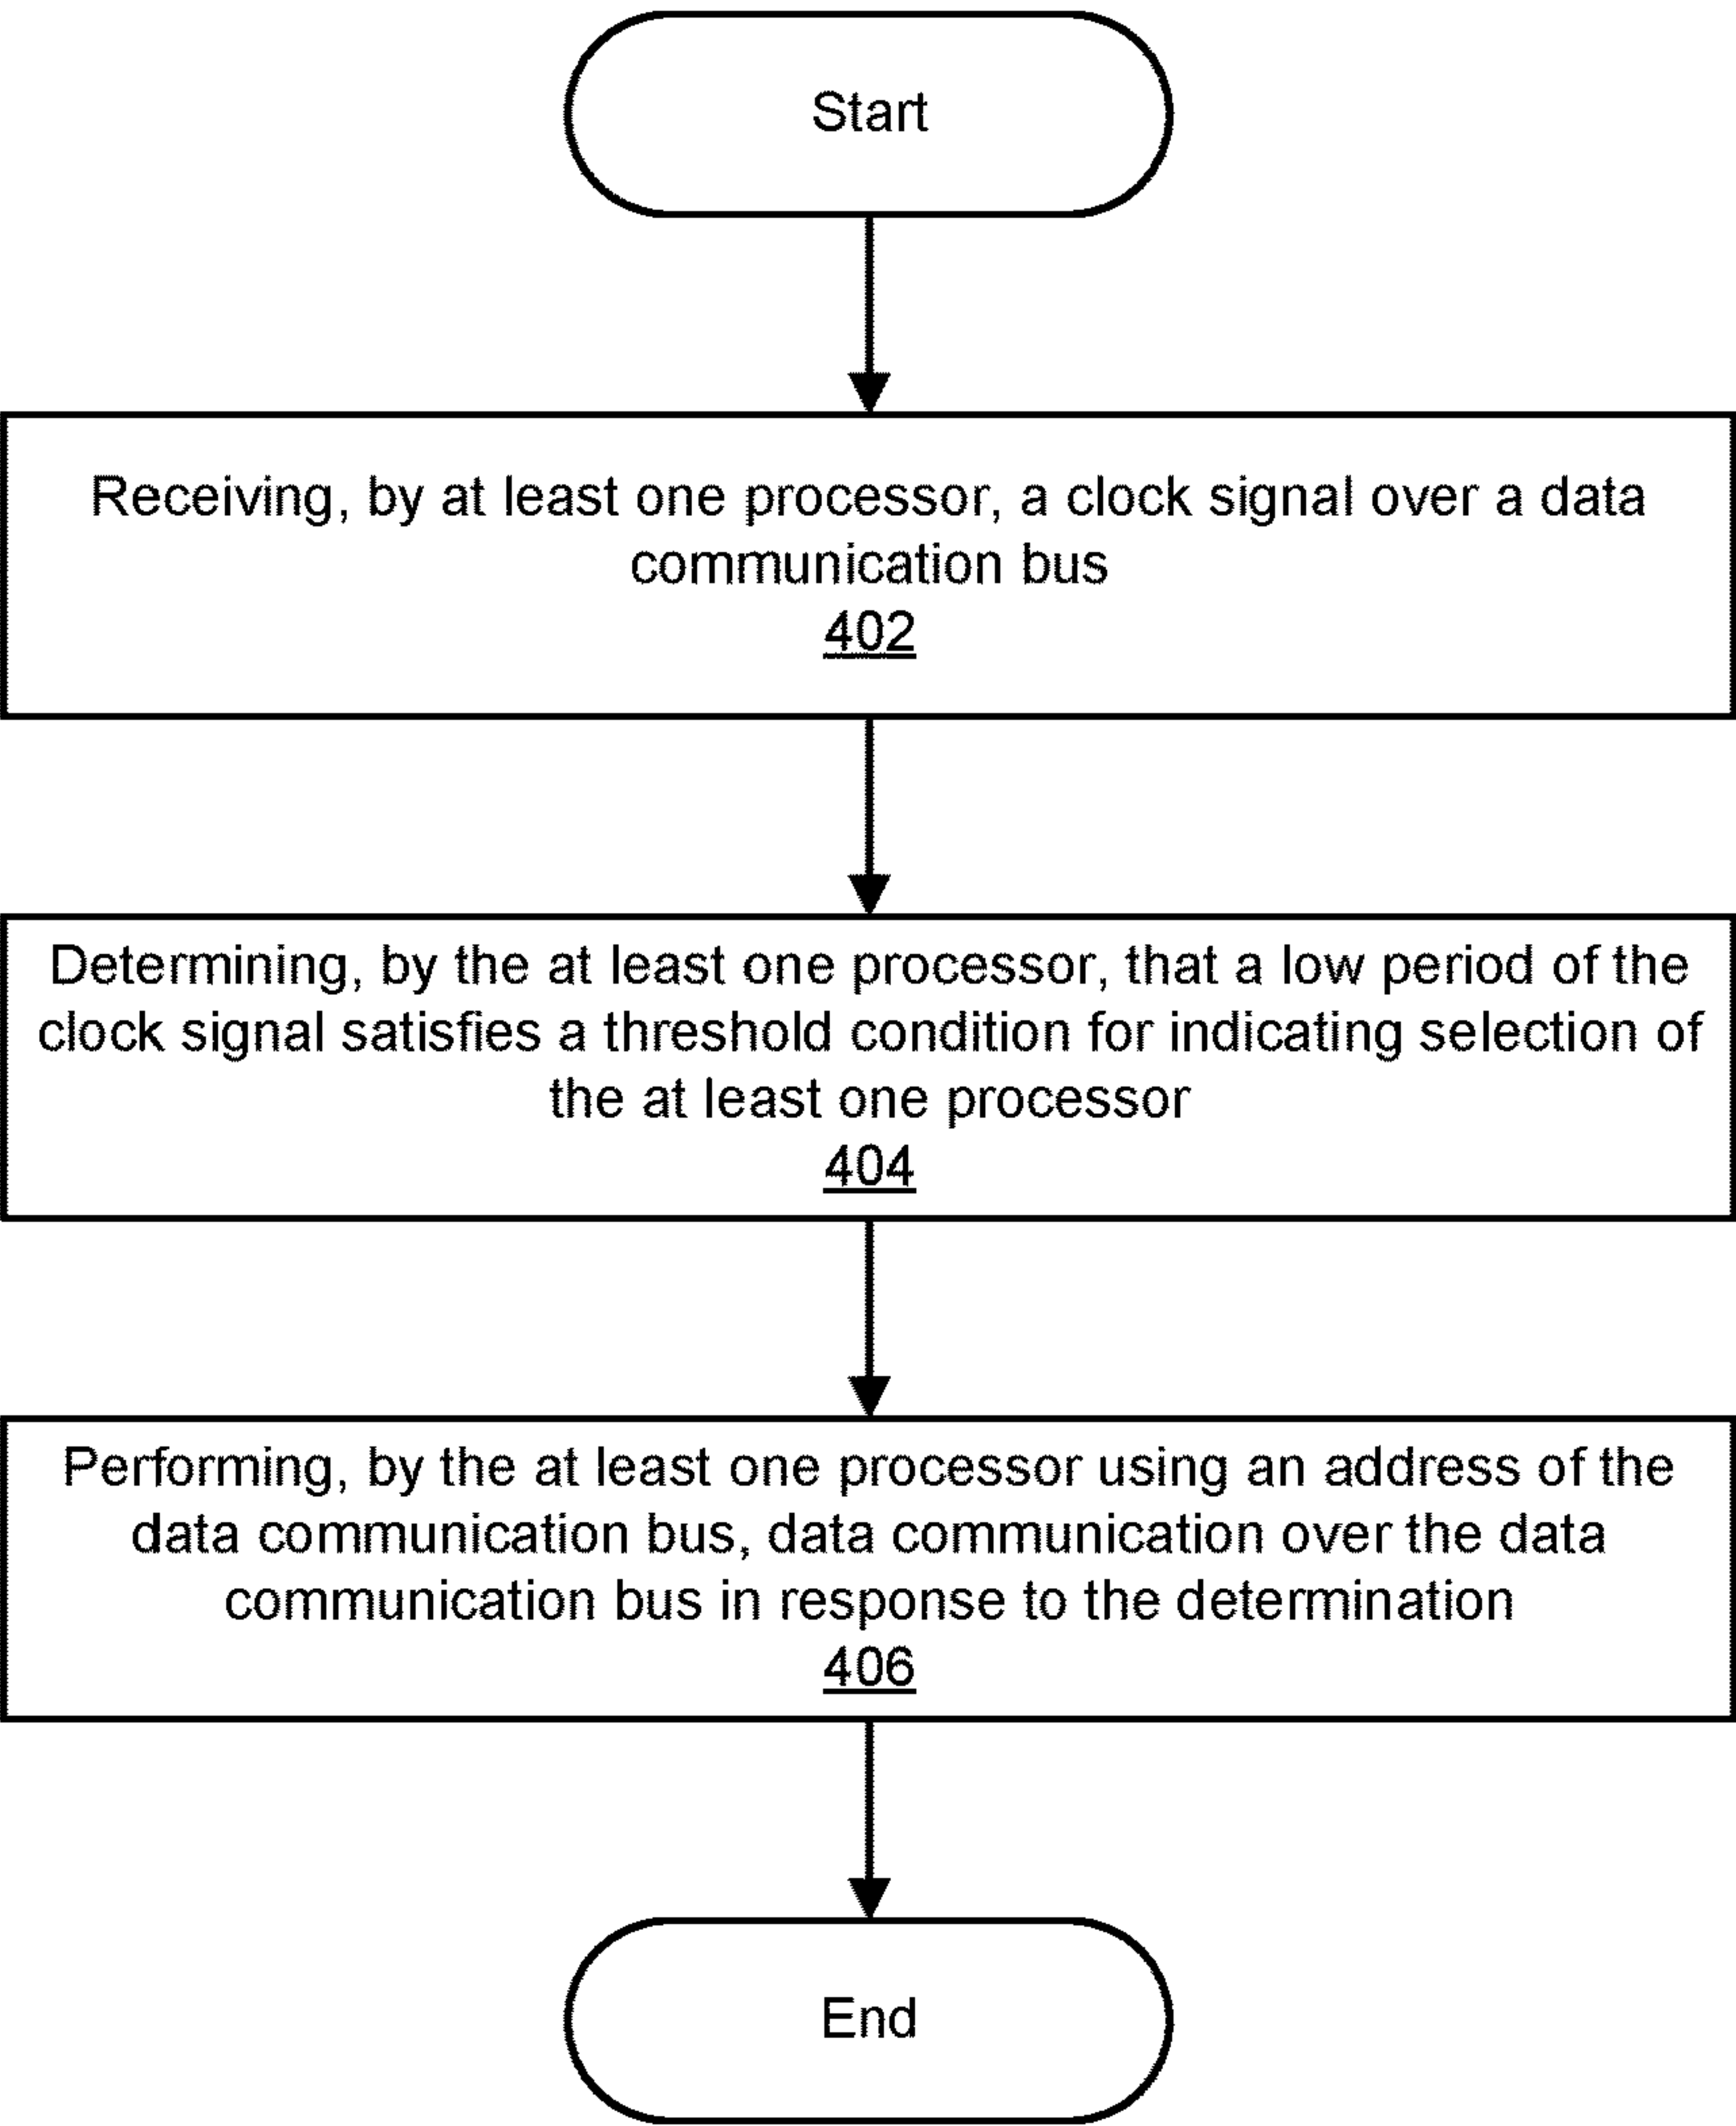 Start
Receiving, by at least one processor, a clock signal over a data
communication bus
402
Determining, by the at least one processor, that a low period of the
clock signal satisfies a threshold condition for indicating selection of
the at least one processor
404
Performing, by the at least one processor using an address of the
data communication bus, data communication over the data
communication bus in response to the determination
406
End